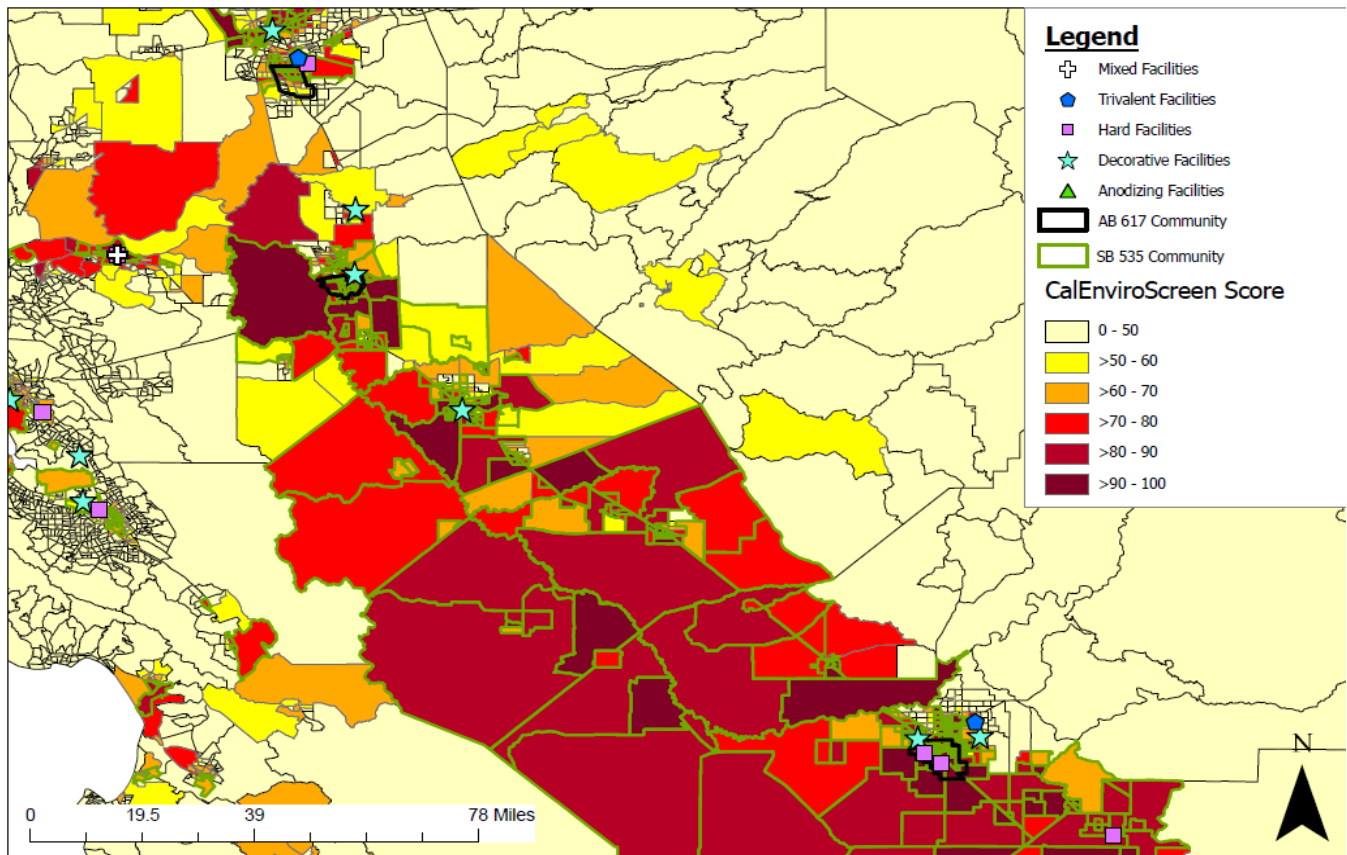 Legend
Mixed Facilities
Trivalent Facilities
Hard Facilities
Decorative Facilities
Anodizing Facilities
AB 617 Community
SB 535 Community
CalEnviroScreen Score
0 - 50
>50 - 60
>60 - 70
>70 - 80
>80 - 90
>90 - 100
N
0 19.5 39 78 Miles